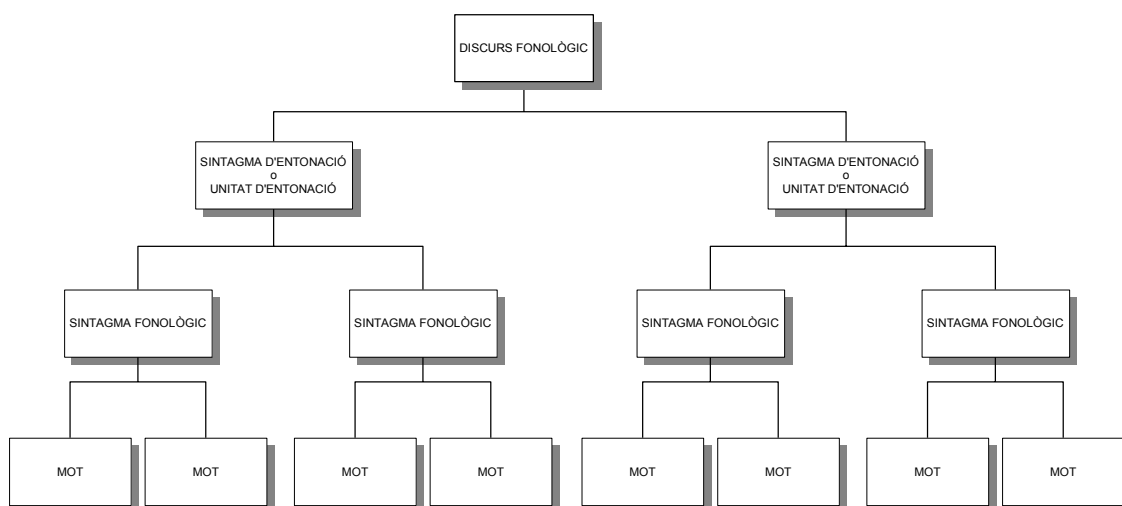 DISCURS FONOLÒGIC
SINTAGMA D'ENTONACIÓ
o
UNITAT D'ENTONACIÓ
SINTAGMA D'ENTONACIÓ
o
UNITAT D'ENTONACIÓ
SINTAGMA FONOLÒGIC
SINTAGMA FONOLÒGIC
SINTAGMA FONOLÒGIC
SINTAGMA FONOLÒGIC
MOT
MOT
MOT
MOT
MOT
MOT
MOT
MOT